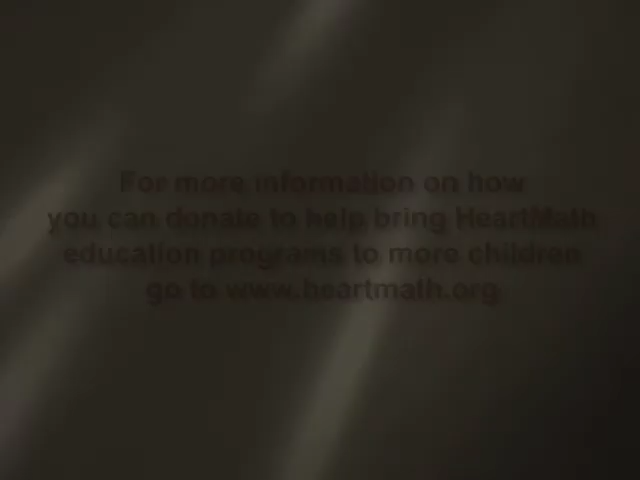 For more information on how
you can donate to help bring HeartMath
education programs to more children
go to www.heartmath.org